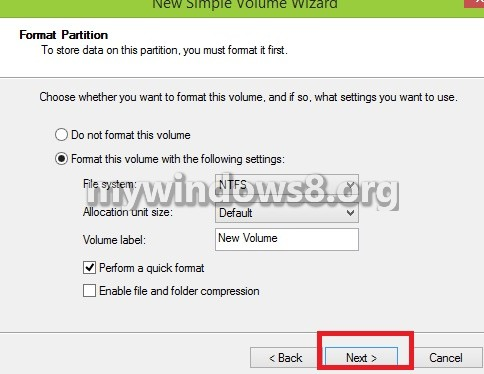 New Simple Volume Wizard
Format Partition
To store data on this partition, you must format it first.
Choose whether you want to format this volume, and if so, what settings you want to use.
Do not format this volume
Format this volume with the following settings:
File system: NTFS
Allocation unit size: Default
Volume label: New Volume
Perform a quick format
Enable file and folder compression
mywindows8.org
< Back Next > Cancel